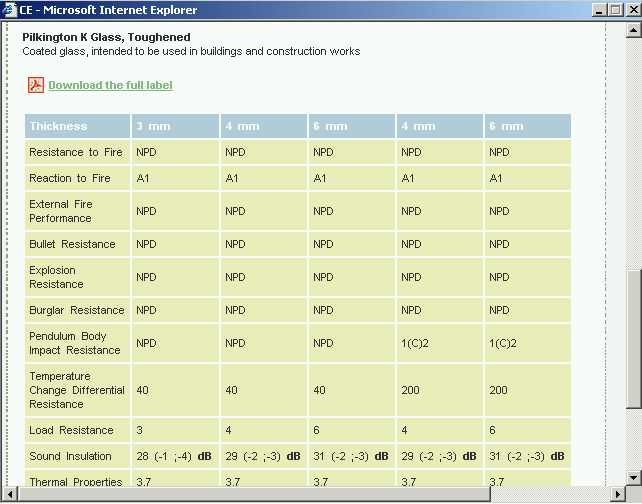 CE - Microsoft Internet Explorer
Pilkington K Glass, Toughened
Coated glass, intended to be used in buildings and construction works
Download the full label
Thickness 3 mm 4 mm 6 mm 4 mm 6 mm
Resistance to Fire NPD NPD NPD NPD NPD
Reaction to Fire A1 A1 A1 A1 A1
External Fire
Performance NPD NPD NPD NPD NPD
Bullet Resistance NPD NPD NPD NPD NPD
Explosion
Resistance NPD NPD NPD NPD NPD
Burglar Resistance NPD NPD NPD NPD NPD
Pendulum Body
Impact Resistance NPD NPD NPD 1(C)2 1(C)2
Temperature
Change Differential 40 40 40 200 200
Resistance
Load Resistance 3 4 6 4 6
Sound Insulation 28 (-1 ;-4) dB 29 (-2 ;-3) dB 31 (-2 ;-3) dB 29 (-2 ;-3) dB 31 (-2 ;-3) dB
Thermal Properties 3.7 3.7 3.7 3.7 3.7